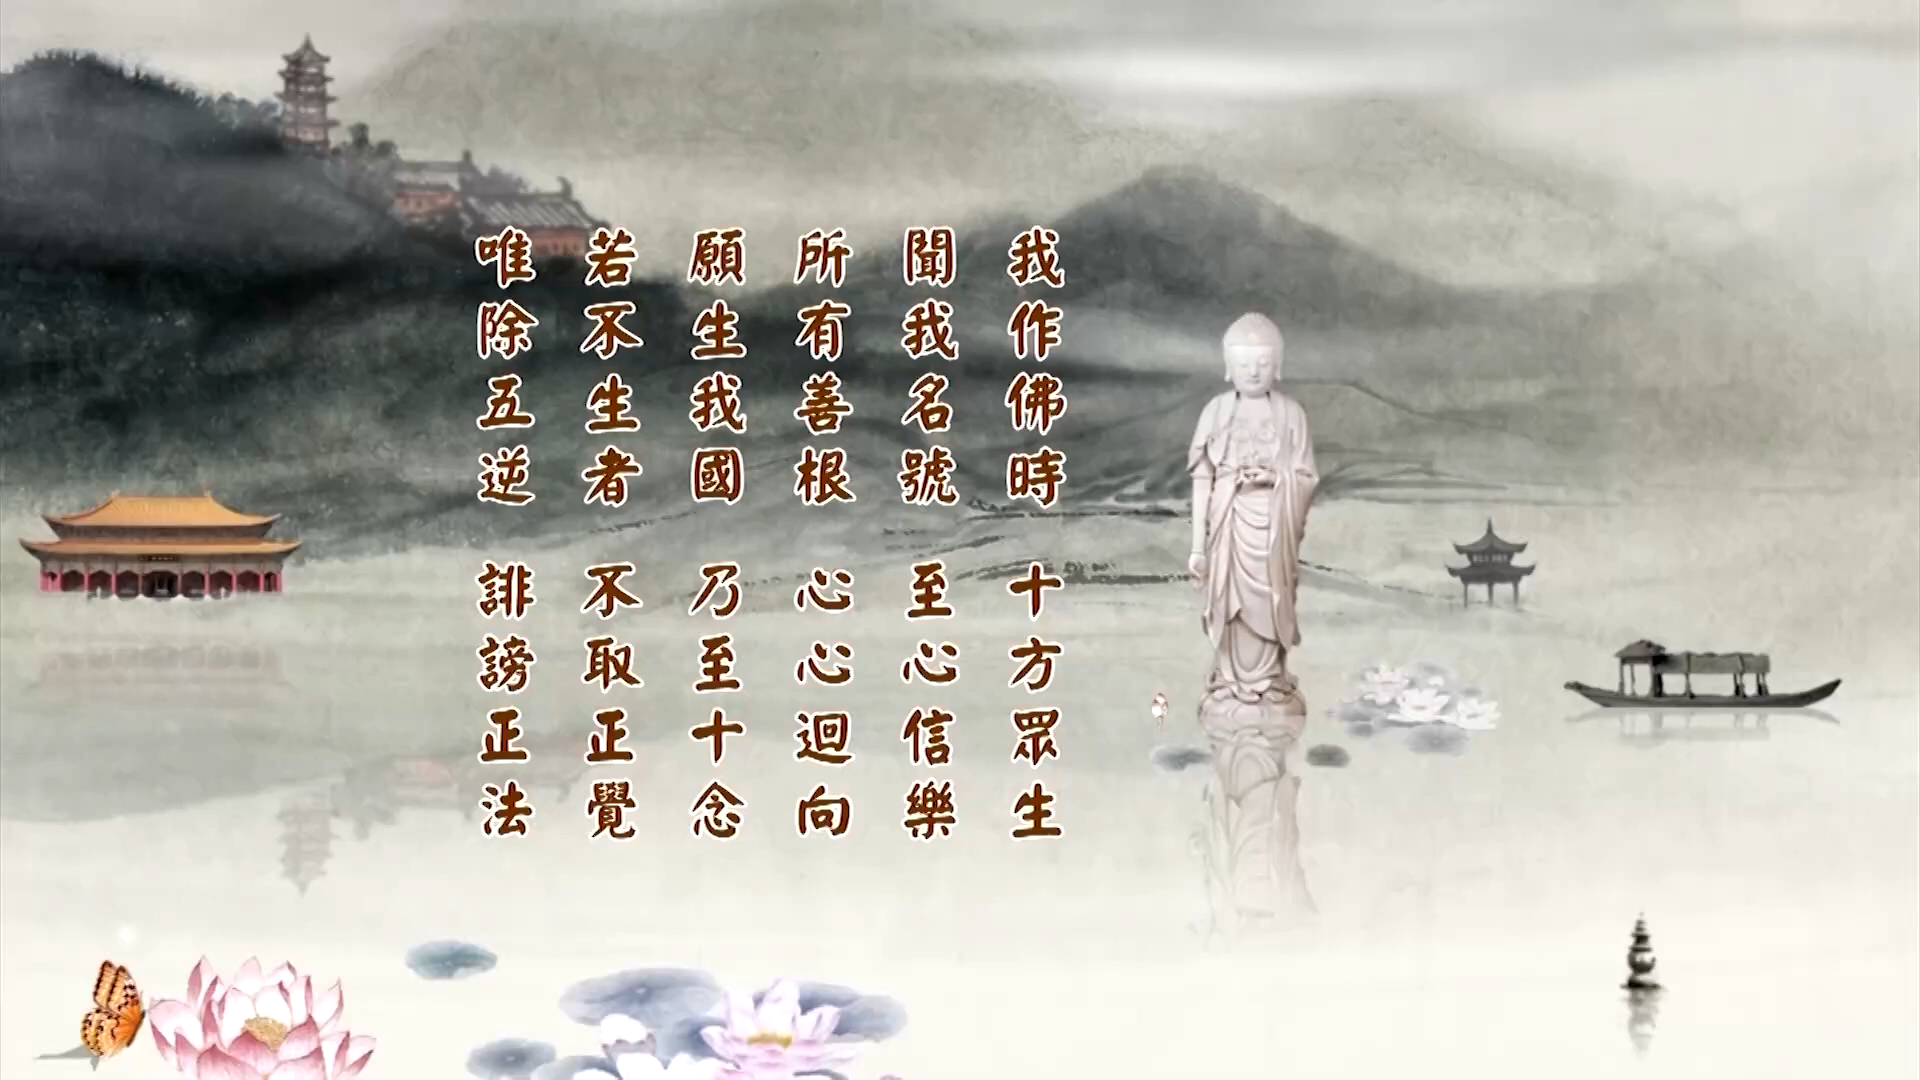 我作佛時 十方眾生
聞我名號 至心信樂
所有善根 心心迴向
願生我國 乃至十念
若不生者 不取正覺
唯除五逆 誹謗正法